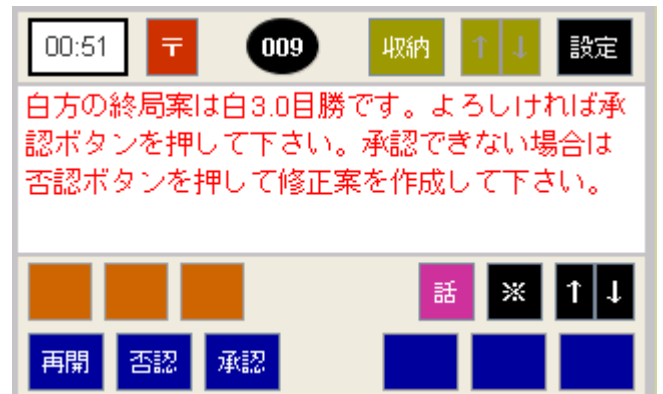 00:51 〒 009 収納 ↑ ↓ 設定
白方の終局案は白3.0目勝です。よろしければ承
認ボタンを押して下さい。承認できない場合は
否認ボタンを押して修正案を作成して下さい。
話 ※ ↑ ↓
再開 否認 承認